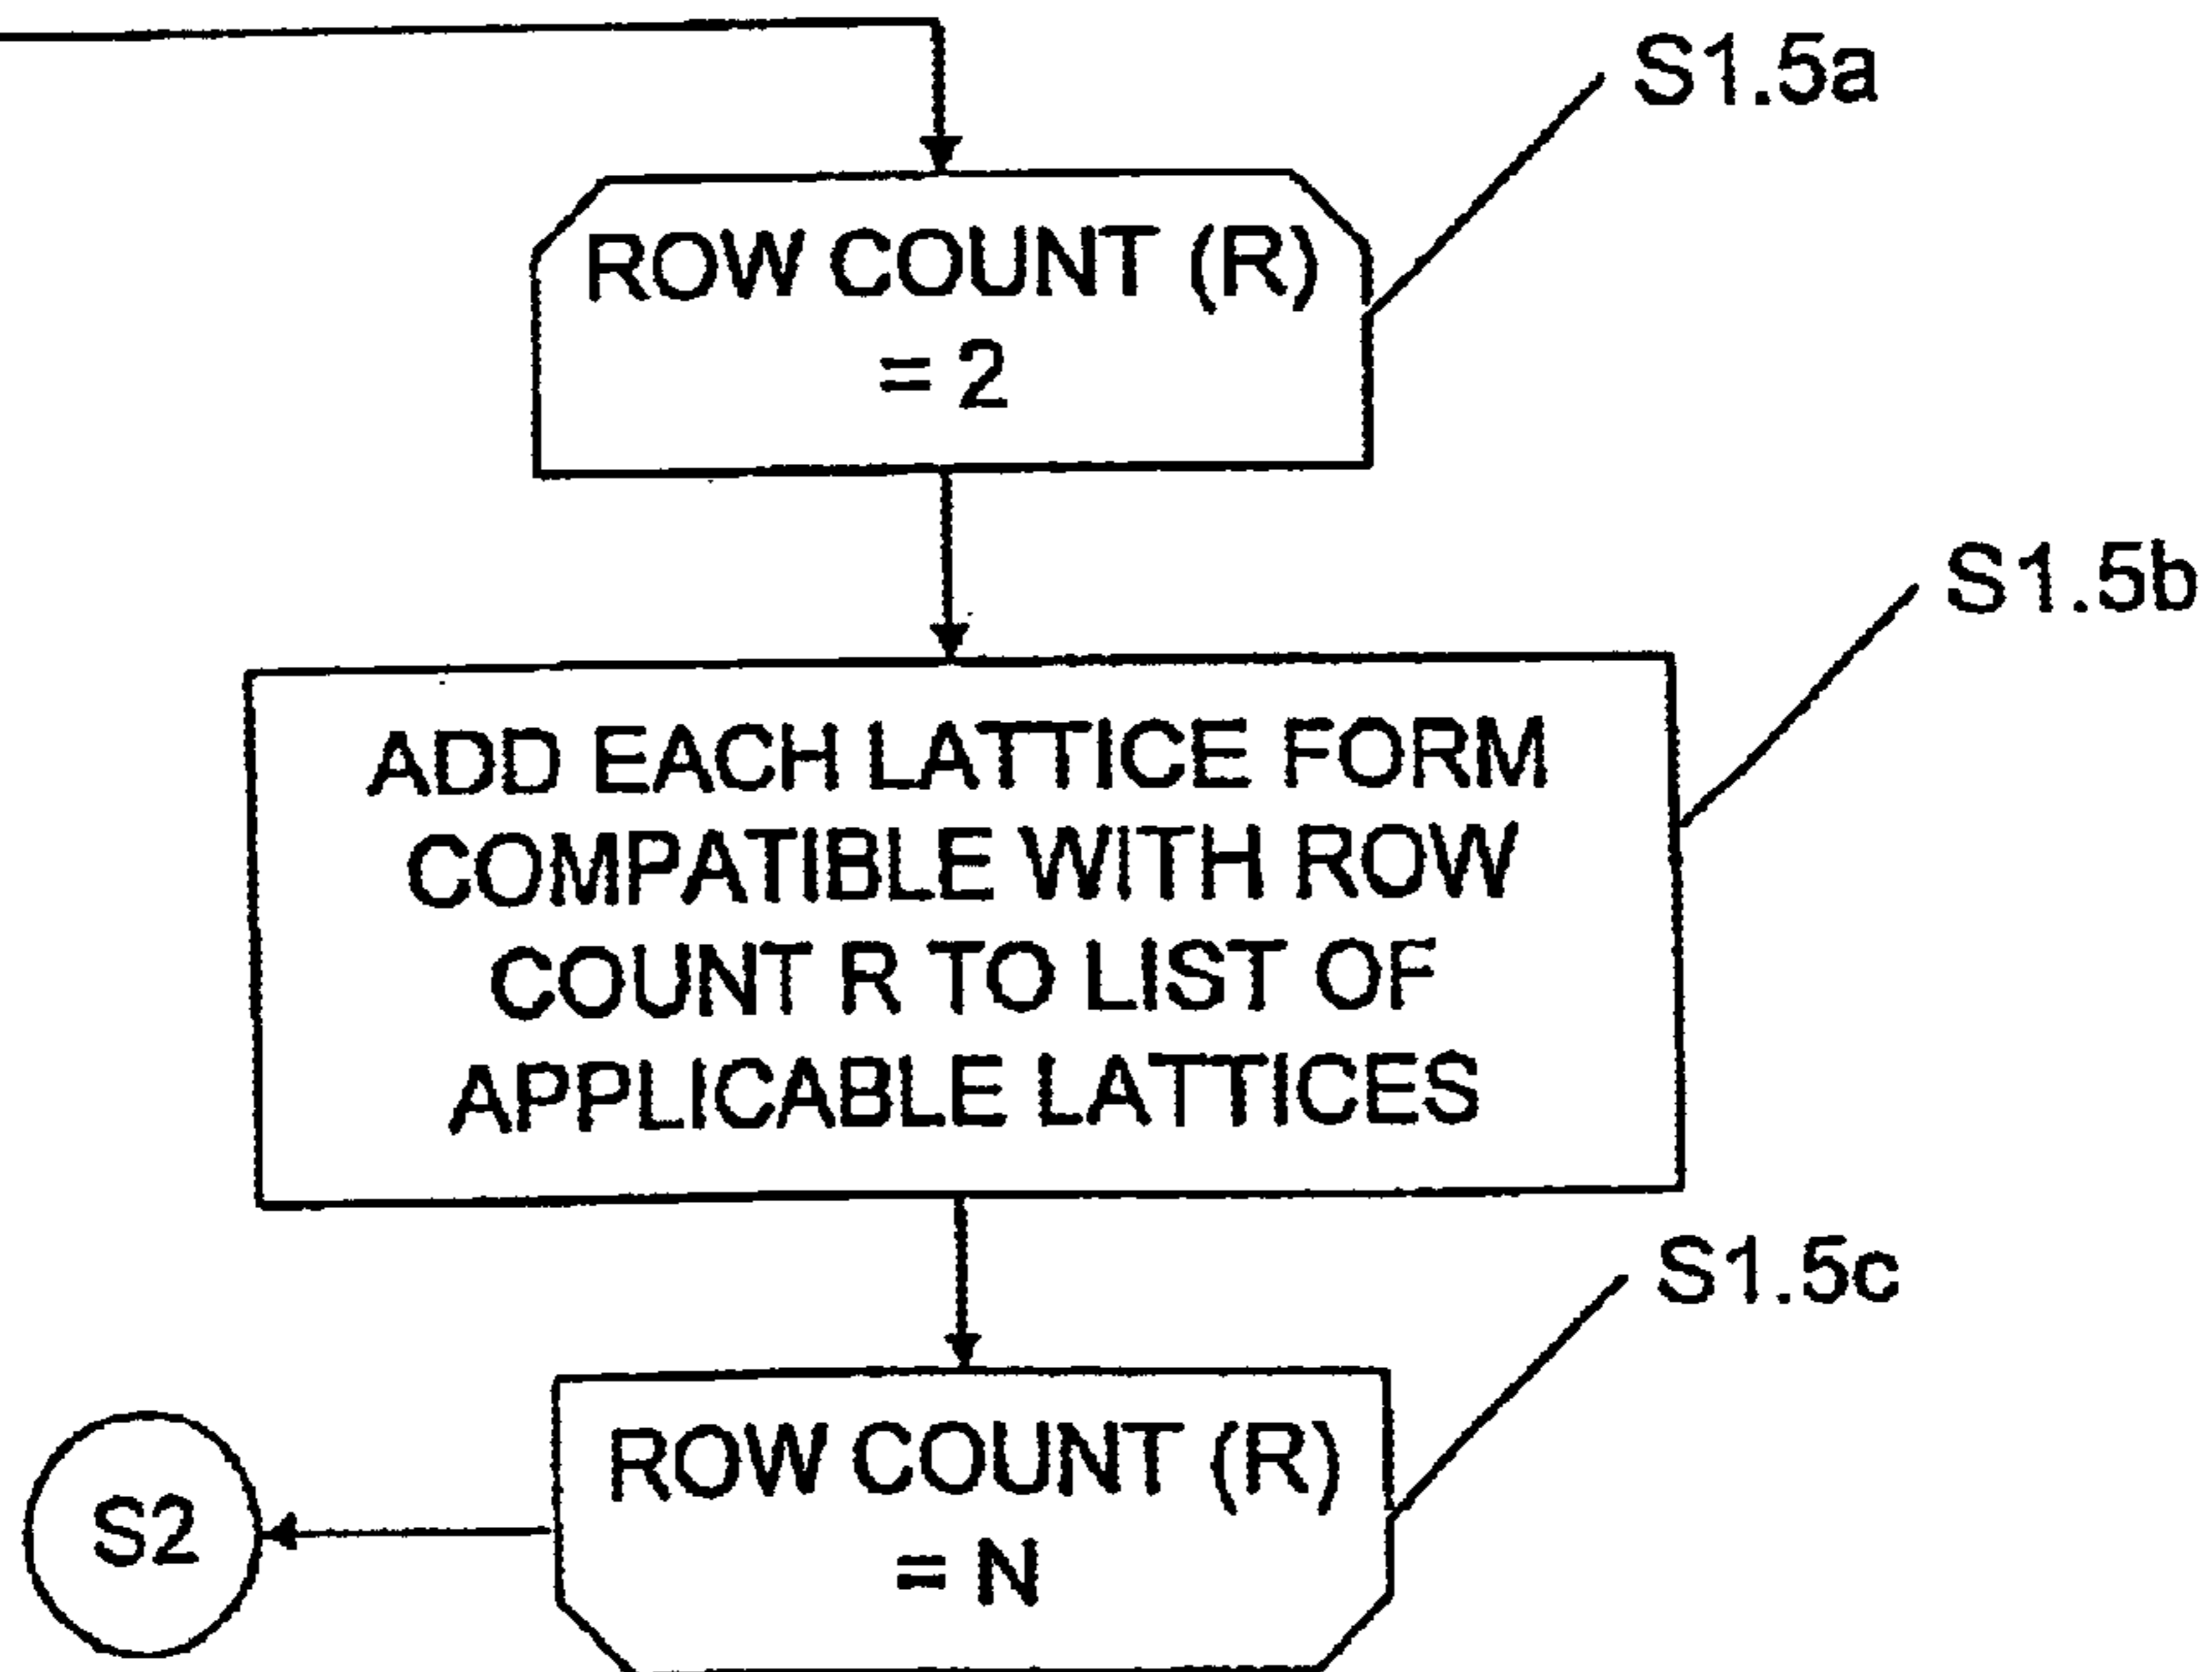 S1.5a
ROW COUNT (R)
= 2
S1.5b
ADD EACH LATTICE FORM
COMPATIBLE WITH ROW
COUNT R TO LIST OF
APPLICABLE LATTICES
S1.5c
ROW COUNT (R)
= N
S2